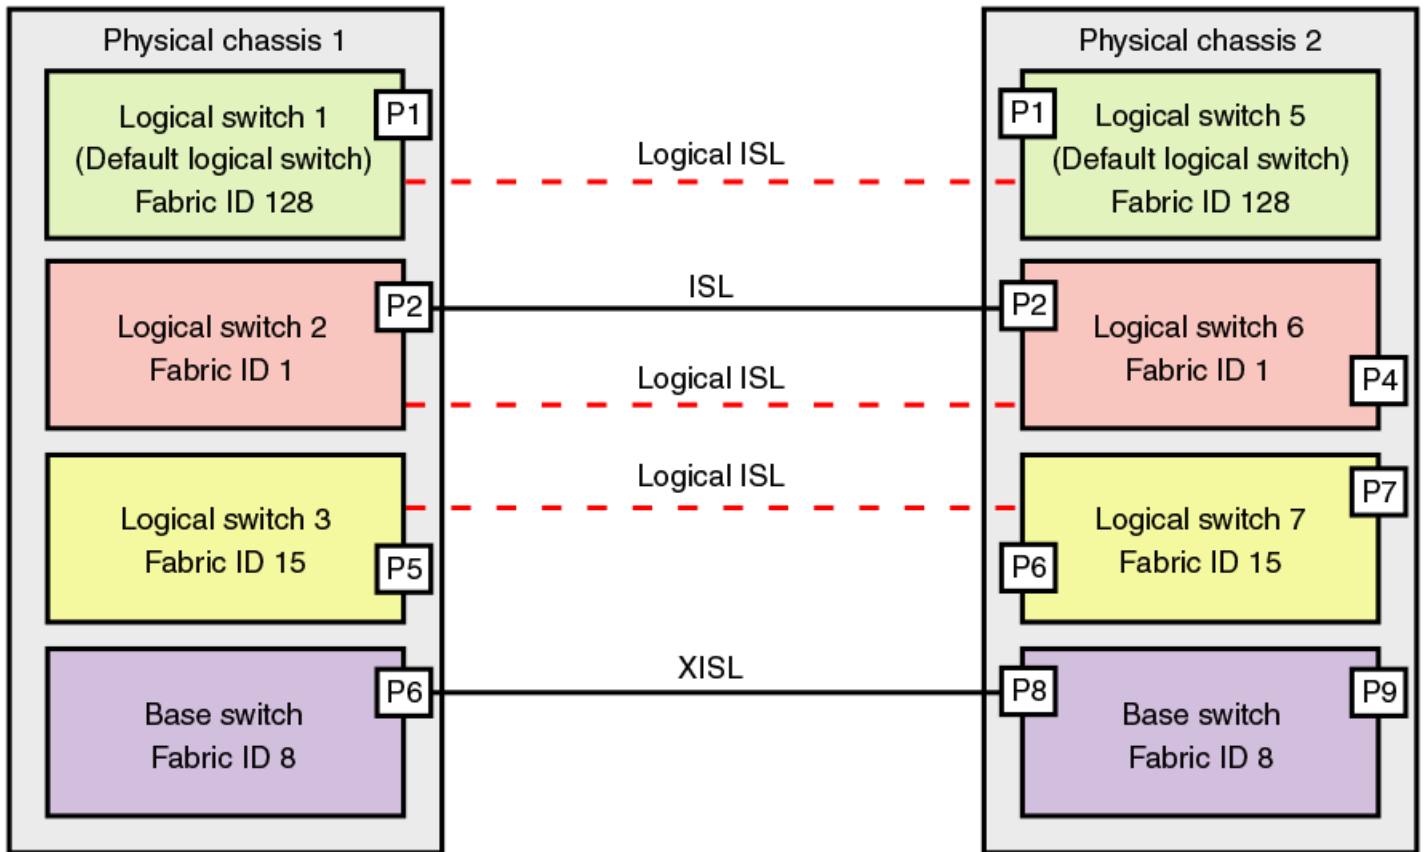 Physical chassis 1
Logical switch 1
(Default logical switch)
Fabric ID 128
P1
Logical switch 2
Fabric ID 1
P2
Logical switch 3
Fabric ID 15
P5
Base switch
Fabric ID 8
P6
Logical ISL
ISL
Logical ISL
Logical ISL
XISL
Physical chassis 2
P1
Logical switch 5
(Default logical switch)
Fabric ID 128
P2
Logical switch 6
Fabric ID 1
P4
P7
Logical switch 7
Fabric ID 15
P6
P8
Base switch
Fabric ID 8
P9